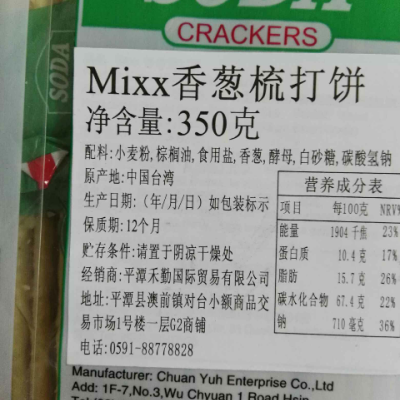 SODA
CRACKERS
SODA
Mixx香葱梳打饼
净含量:350克
配料:小麦粉,棕榈油,食用盐,香葱,酵母,白砂糖,碳酸氢钠
原产地:中国台湾
生产日期: (年/月/日) 如包装标示
保质期:12个月
贮存条件:请置于阴凉干燥处
经销商:平潭禾勤国际贸易有限公司
地址:平潭县澳前镇对台小额商品交
易市场1号楼一层G2商铺
电话:0591-88778828
营养成分表
项目 每100克 NRV%
能量 1904千焦 23%
蛋白质 10.4克 17%
脂肪 15.7克 26%
碳水化合物 67.4克 22%
钠 710毫克 36%
Manufacturer: Chuan Yuh Enterprise Co.,Ltd
Add: 1F-7,No.3,Wu Chyuan 1 Road Hsin